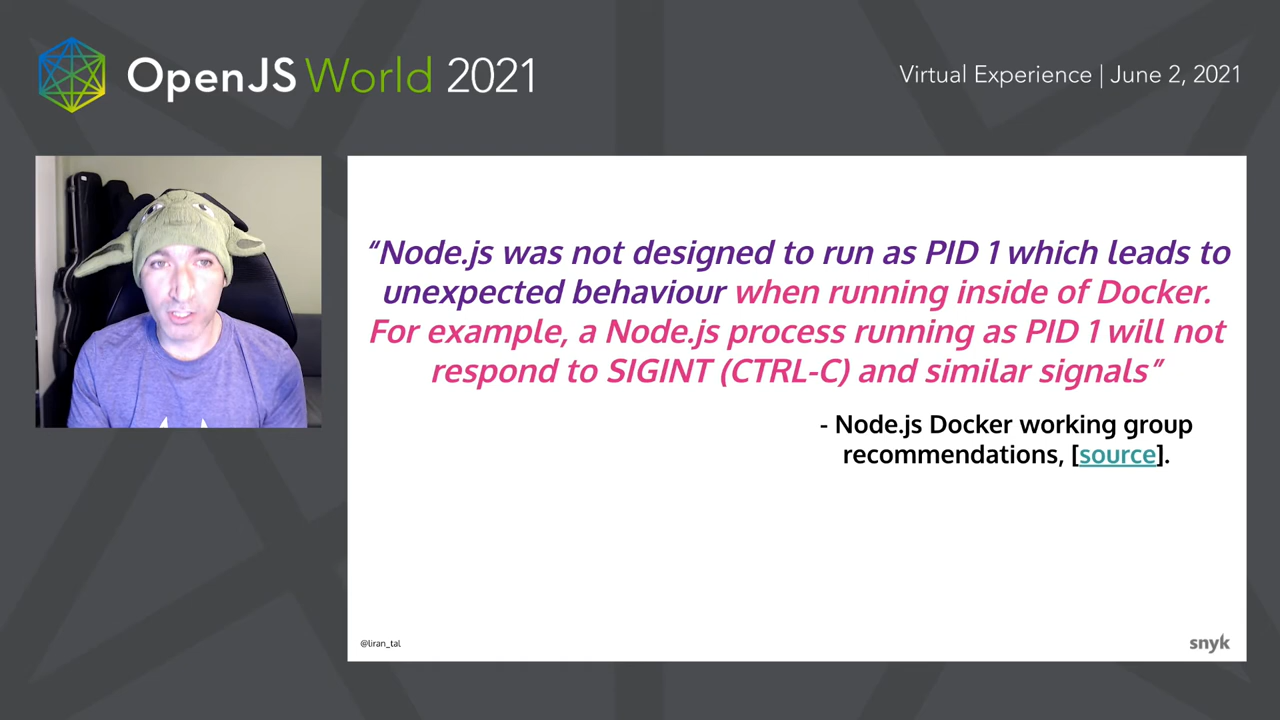 OpenJS World 2021
Virtual Experience | June 2, 2021
“Node.js was not designed to run as PID 1 which leads to
unexpected behaviour when running inside of Docker.
For example, a Node.js process running as PID 1 will not
respond to SIGINT (CTRL-C) and similar signals”
- Node.js Docker working group
recommendations, [source].
@liran_tal
snyk